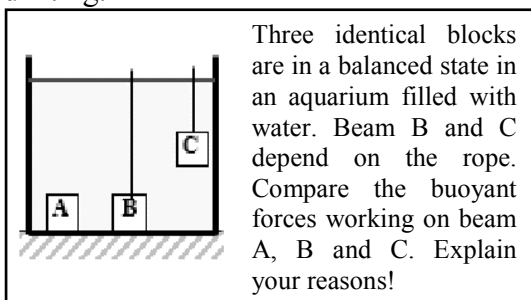 Three identical blocks
are in a balanced state in
an aquarium filled with
water. Beam B and C
depend on the rope.
Compare the buoyant
forces working on beam
A, B and C. Explain
your reasons!
C
A B